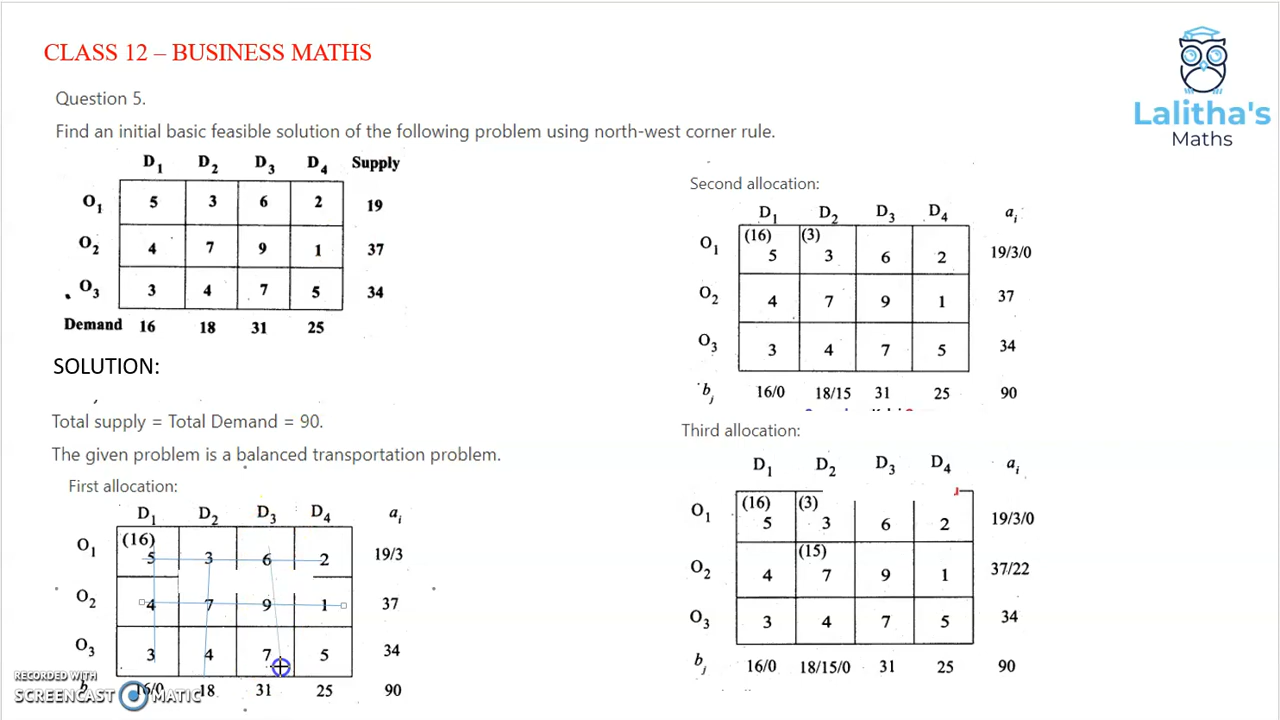 CLASS 12 – BUSINESS MATHS
Lalitha's
Maths
Question 5.
Find an initial basic feasible solution of the following problem using north-west corner rule.
D1 D2 D3 D4 Supply
O1 5 3 6 2 19
O2 4 7 9 1 37
O3 3 4 7 5 34
Demand 16 18 31 25
SOLUTION:
Total supply = Total Demand = 90.
The given problem is a balanced transportation problem.
First allocation:
D1 D2 D3 D4 ai
(16)
O1 5 3 6 2 19/3
O2 4 7 9 1 37
O3 3 4 7 5 34
b 16/0 18 31 25 90
Second allocation:
D1 D2 D3 D4 ai
(16) (3)
O1 5 3 6 2 19/3/0
O2 4 7 9 1 37
O3 3 4 7 5 34
bj 16/0 18/15 31 25 90
Third allocation:
D1 D2 D3 D4 ai
(16) (3)
O1 5 3 6 2 19/3/0
(15)
O2 4 7 9 1 37/22
O3 3 4 7 5 34
bj 16/0 18/15/0 31 25 90
RECORDED WITH
SCREENCAST MATIC